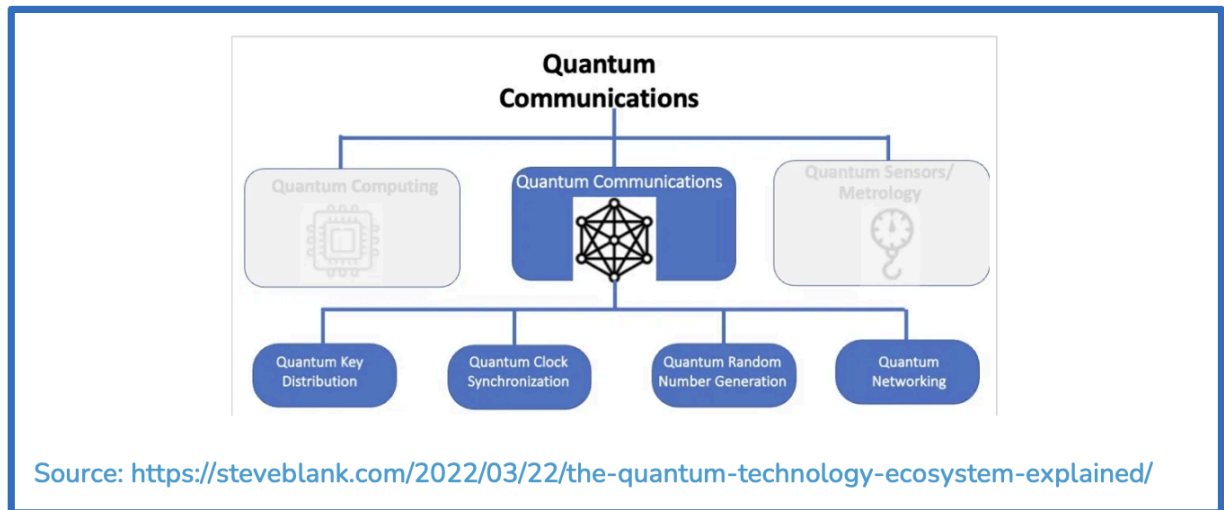 Quantum
Communications
Quantum Computing
Quantum Communications
Quantum Sensors/
Metrology
Quantum Key
Distribution
Quantum Clock
Synchronization
Quantum Random
Number Generation
Quantum
Networking
Source: https://steveblank.com/2022/03/22/the-quantum-technology-ecosystem-explained/